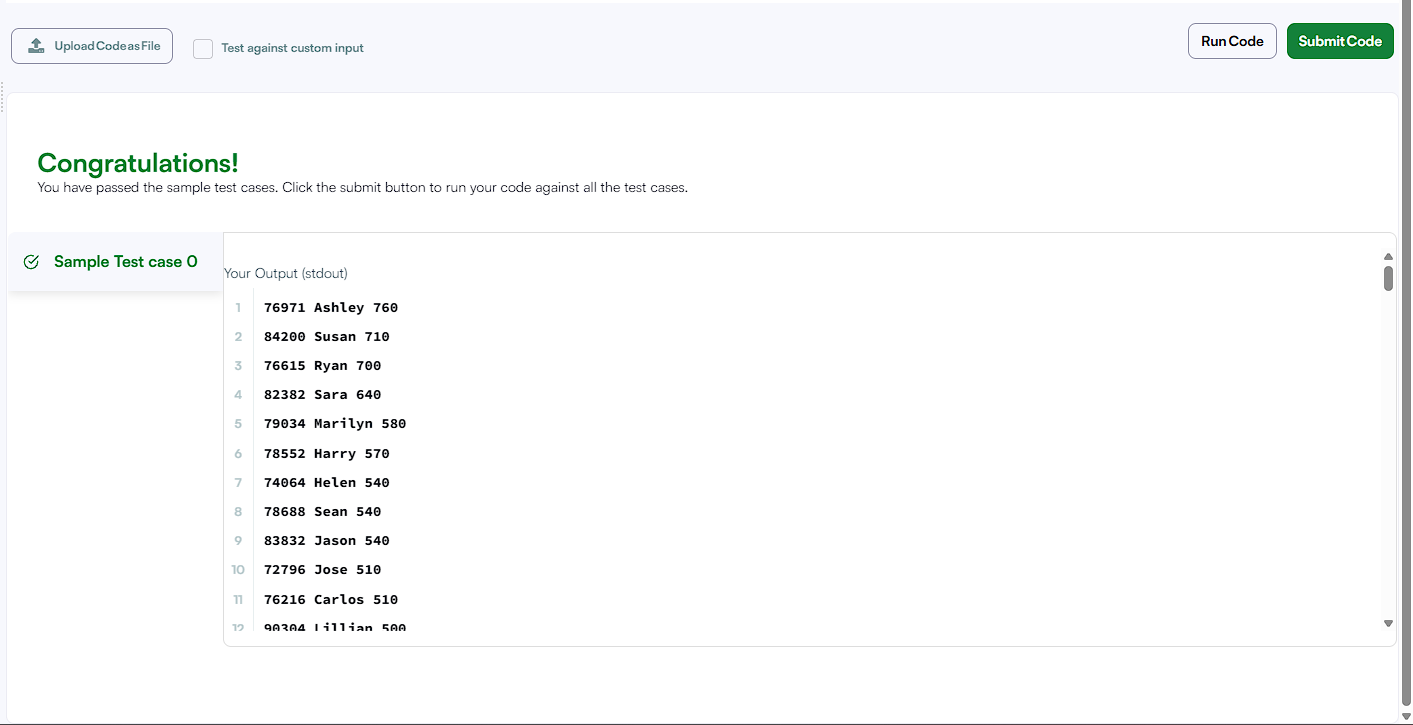 Upload Code as File
Test against custom input
Run Code
Submit Code
Congratulations!
You have passed the sample test cases. Click the submit button to run your code against all the test cases.
Sample Test case 0
Your Output (stdout)
1 76971 Ashley 760
2 84200 Susan 710
3 76615 Ryan 700
4 82382 Sara 640
5 79034 Marilyn 580
6 78552 Harry 570
7 74064 Helen 540
8 78688 Sean 540
9 83832 Jason 540
10 72796 Jose 510
11 76216 Carlos 510
12 90304 Lillian 500